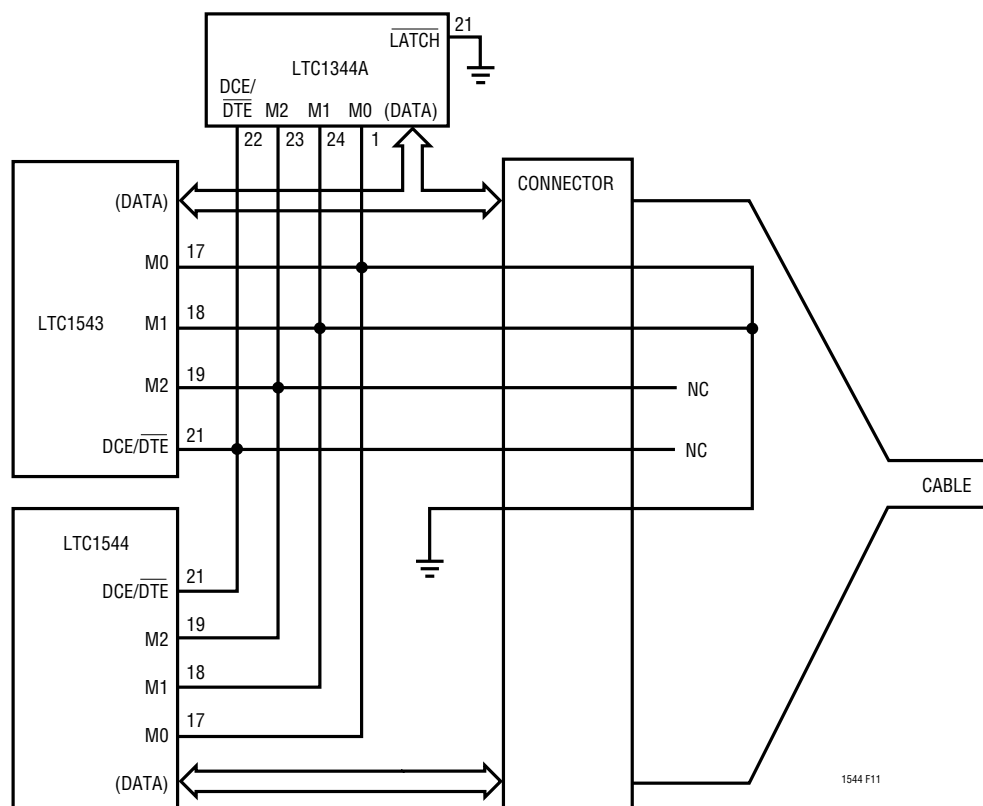 LATCH
21
LTC1344A
DCE/
DTE M2 M1 M0 (DATA)
22 23 24 1
CONNECTOR
(DATA)
M0 17
LTC1543
M1 18
M2 19
NC
DCE/DTE 21
NC
CABLE
LTC1544
DCE/DTE 21
M2 19
M1 18
M0 17
(DATA)
1544 F11